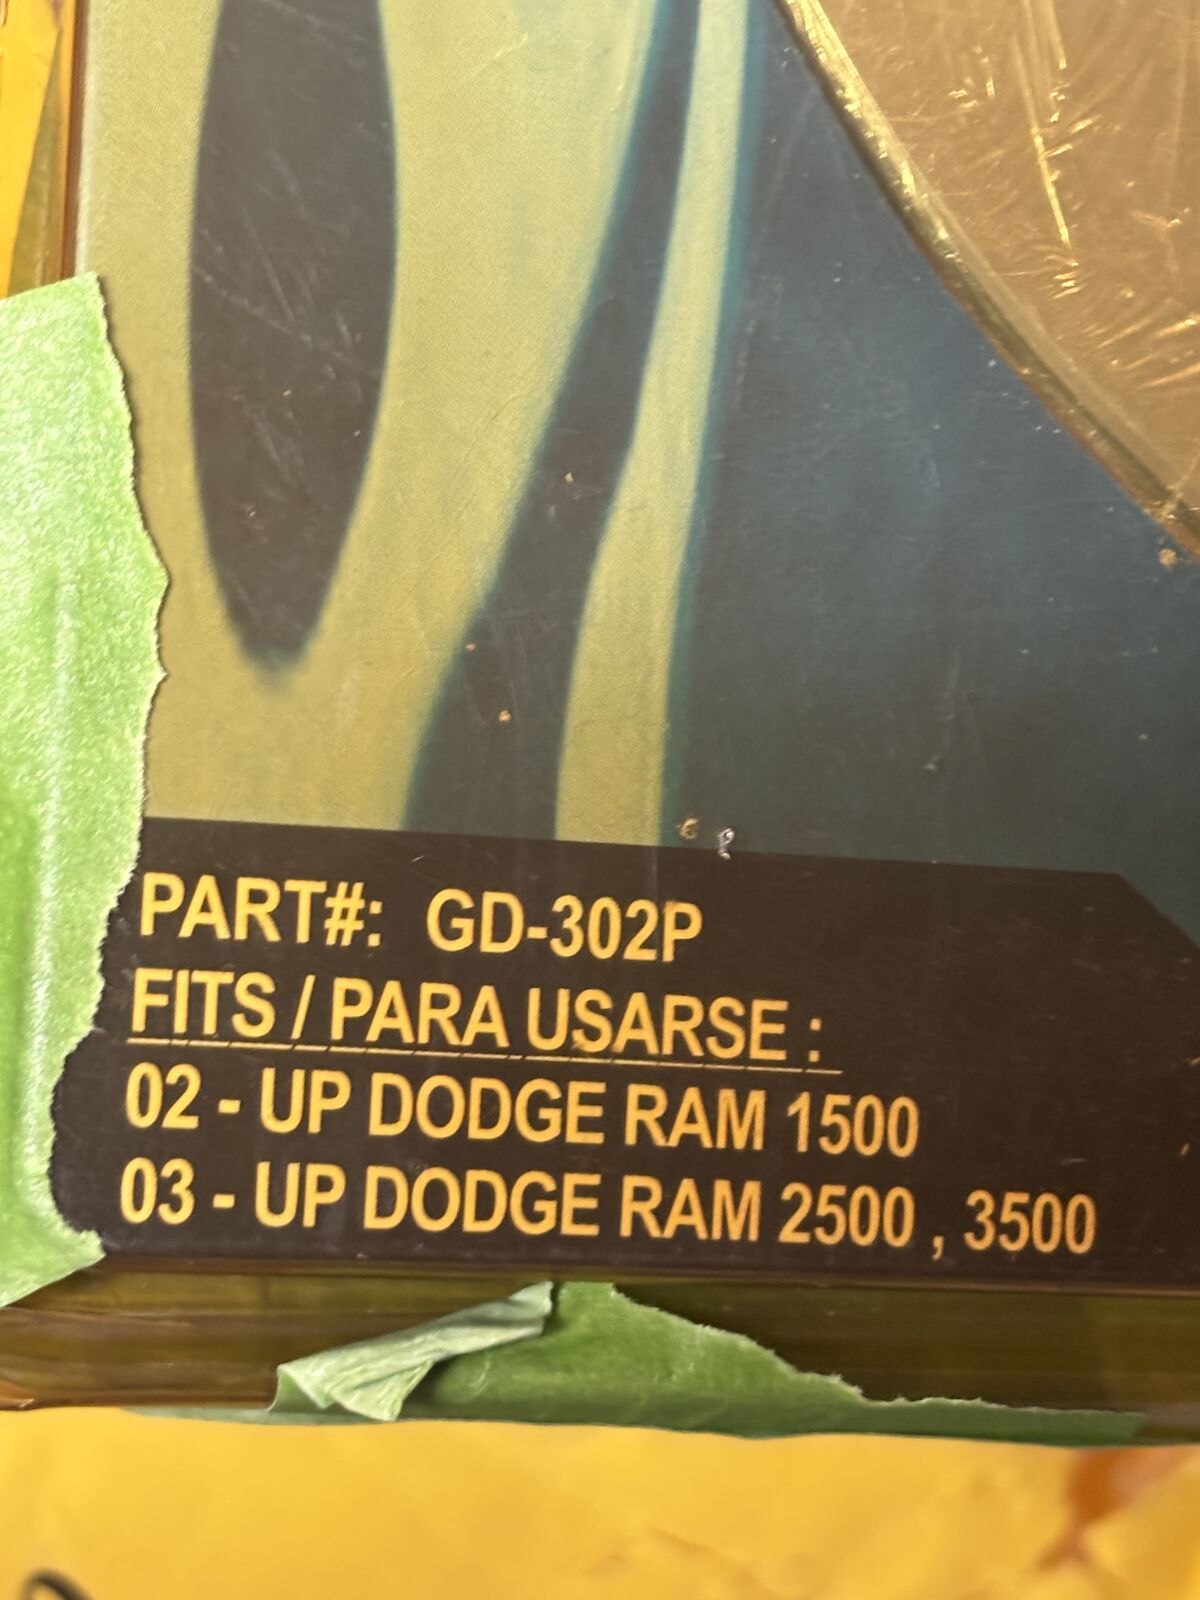 PART#: GD-302P
FITS / PARA USARSE :
02 - UP DODGE RAM 1500
03 - UP DODGE RAM 2500 , 3500